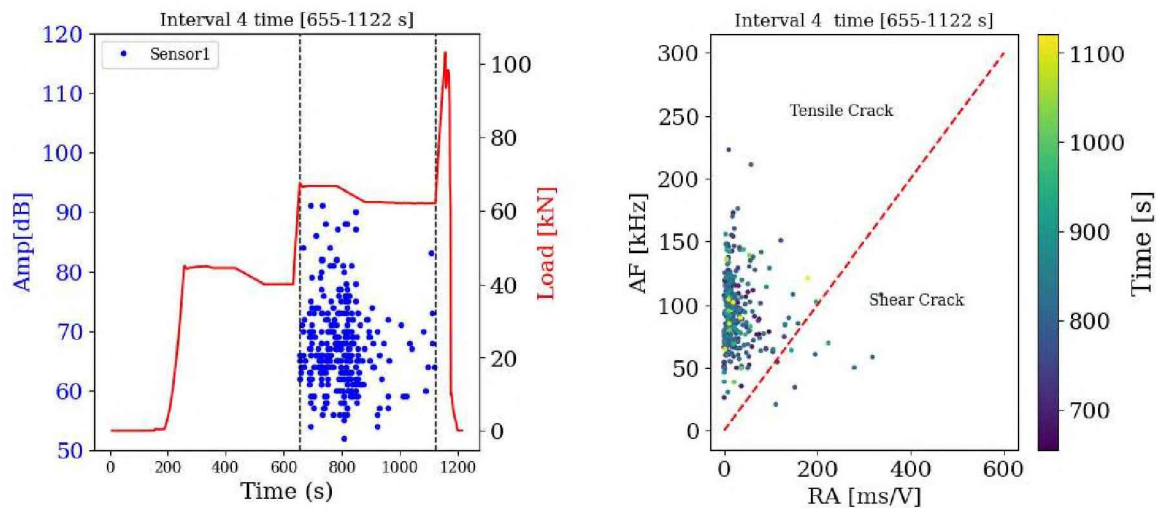 Interval 4 time [655-1122 s]
Sensor1
Amp[dB]
120
110
100
90
80
70
60
50
Load [kN]
100
80
60
40
20
0
0 200 400 600 800 1000 1200
Time (s)
Interval 4 time [655-1122 s]
Tensile Crack
Shear Crack
AF [kHz]
300
250
200
150
100
50
0
0 200 400 600
RA [ms/V]
1100
1000
900
800
700
Time [s]